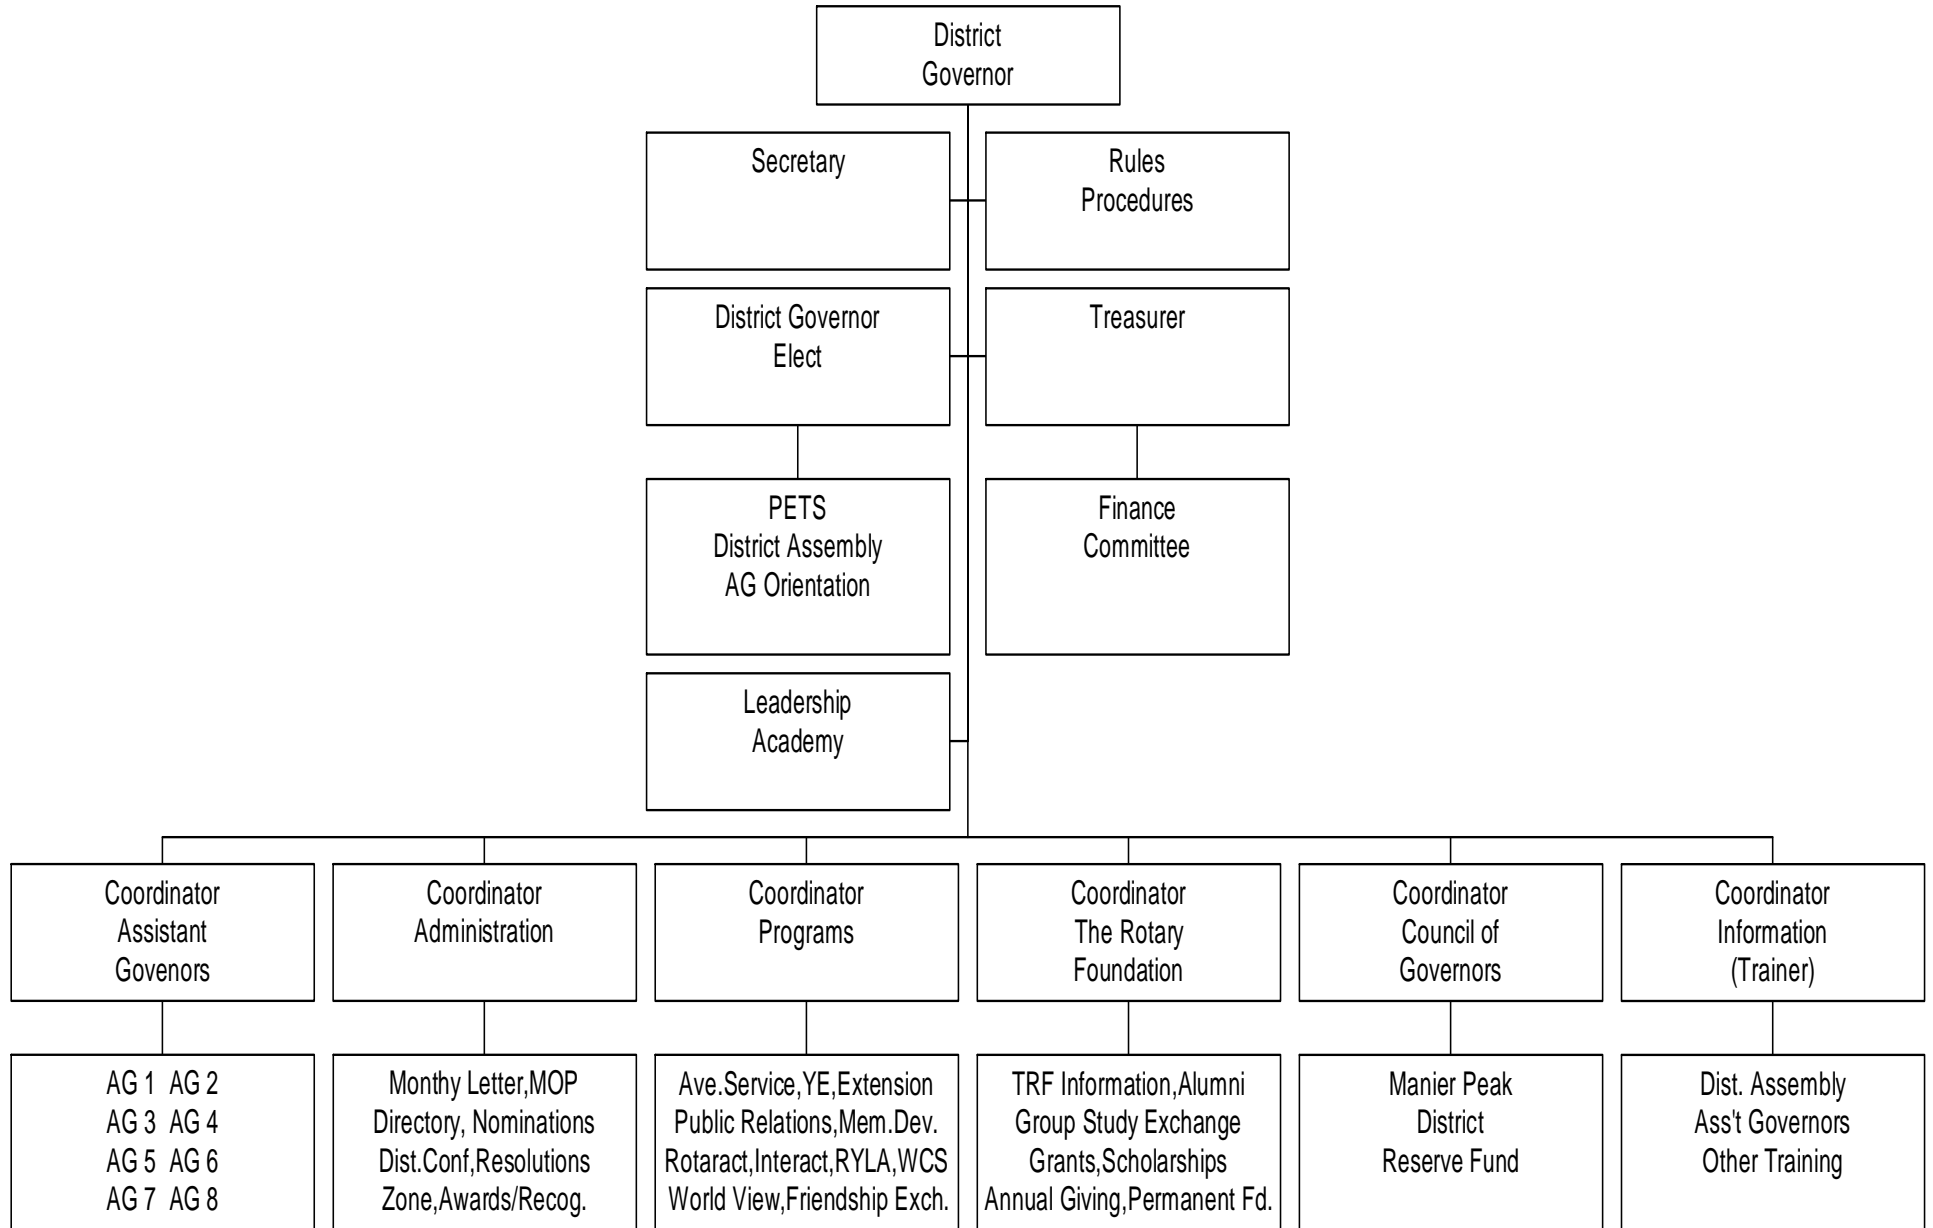 District
Governor
Secretary
Rules
Procedures
District Governor
Elect
Treasurer
PETS
District Assembly
AG Orientation
Finance
Committee
Leadership
Academy
Coordinator
Assistant
Govenors
Coordinator
Administration
Coordinator
Programs
Coordinator
The Rotary
Foundation
Coordinator
Council of
Governors
Coordinator
Information
(Trainer)
AG 1  AG 2
AG 3  AG 4
AG 5  AG 6
AG 7  AG 8
Monthy Letter,MOP
Directory, Nominations
Dist.Conf,Resolutions
Zone,Awards/Recog.
Ave.Service,YE,Extension
Public Relations,Mem.Dev.
Rotaract,Interact,RYLA,WCS
World View,Friendship Exch.
TRF Information,Alumni
Group Study Exchange
Grants,Scholarships
Annual Giving,Permanent Fd.
Manier Peak
District
Reserve Fund
Dist. Assembly
Ass't Governors
Other Training